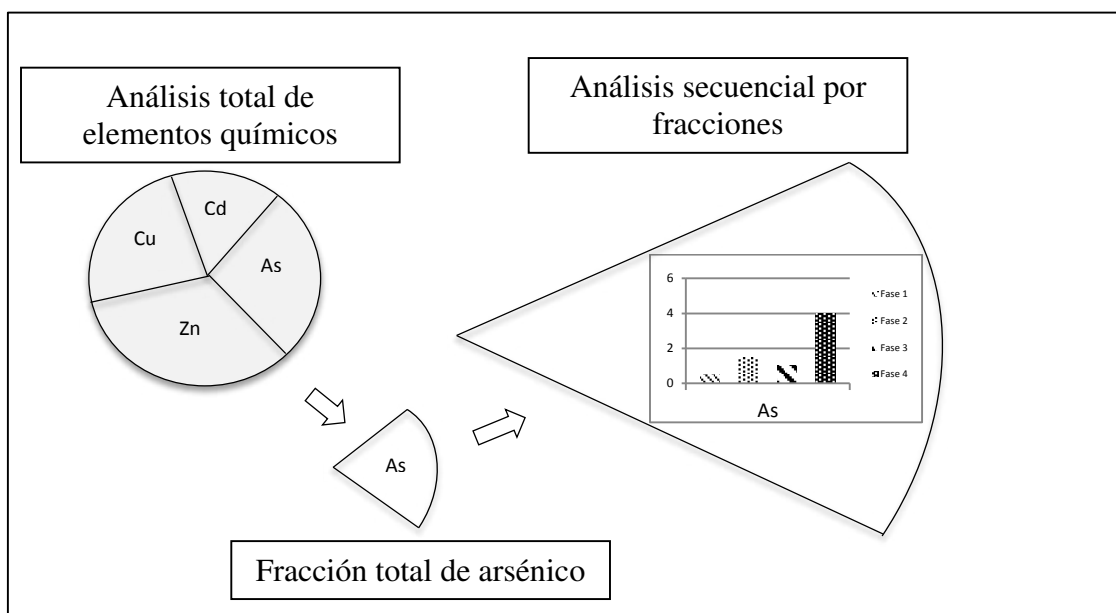 Análisis total de
elementos químicos
Análisis secuencial por
fracciones
Cd
Cu
As
Zn
6
4
2
0
Fase 1
Fase 2
Fase 3
Fase 4
As
As
Fracción total de arsénico